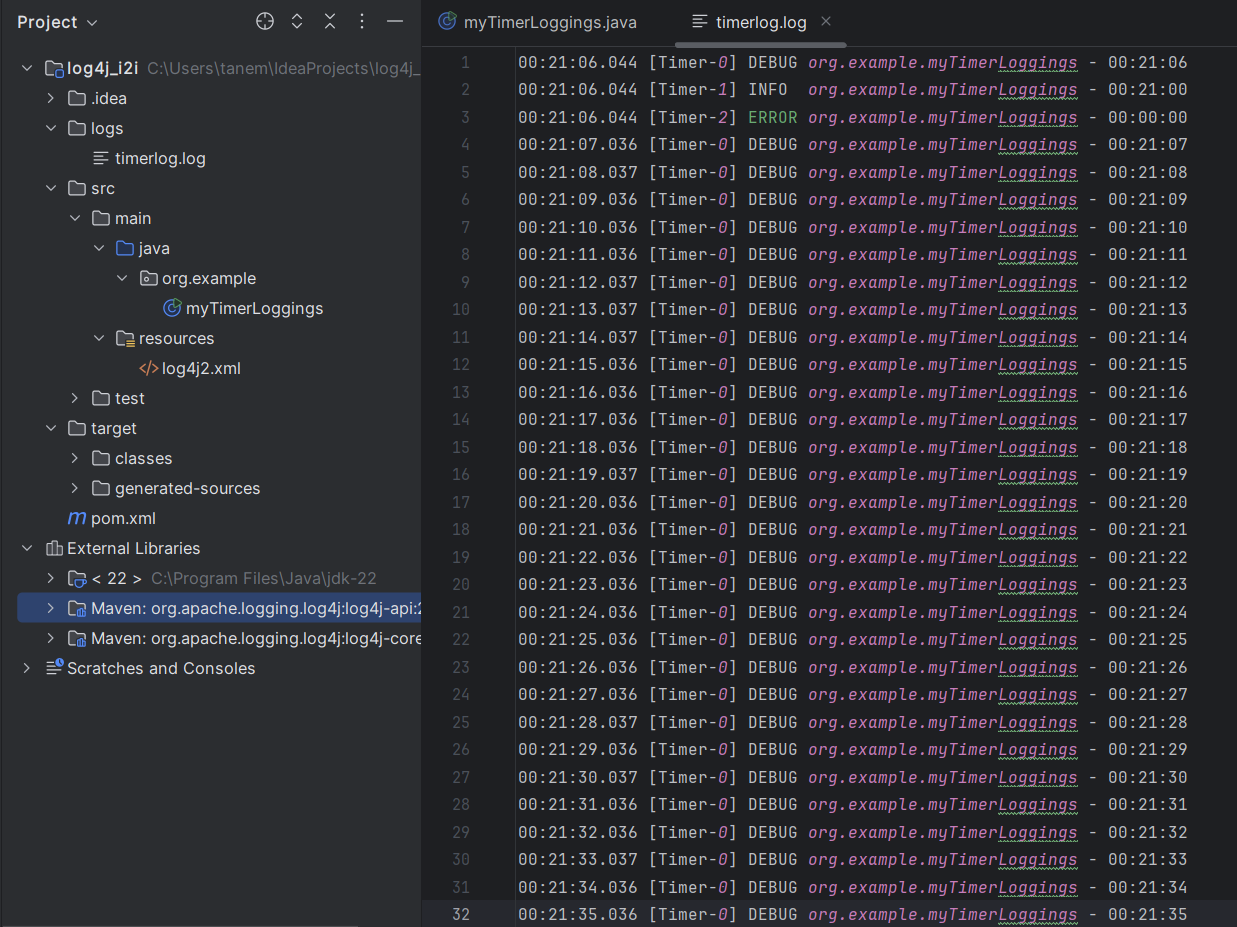 Project
log4j_i2i C:\Users\tanem\IdeaProjects\log4j_
.idea
logs
timerlog.log
src
main
java
org.example
myTimerLoggings
resources
</> log4j2.xml
test
target
classes
generated-sources
m pom.xml
External Libraries
< 22 > C:\Program Files\Java\jdk-22
Maven: org.apache.logging.log4j:log4j-api:2
Maven: org.apache.logging.log4j:log4j-core
Scratches and Consoles
myTimerLoggings.java timerlog.log
1 00:21:06.044 [Timer-0] DEBUG org.example.myTimerLoggings - 00:21:06
2 00:21:06.044 [Timer-1] INFO org.example.myTimerLoggings - 00:21:00
3 00:21:06.044 [Timer-2] ERROR org.example.myTimerLoggings - 00:00:00
4 00:21:07.036 [Timer-0] DEBUG org.example.myTimerLoggings - 00:21:07
5 00:21:08.037 [Timer-0] DEBUG org.example.myTimerLoggings - 00:21:08
6 00:21:09.036 [Timer-0] DEBUG org.example.myTimerLoggings - 00:21:09
7 00:21:10.036 [Timer-0] DEBUG org.example.myTimerLoggings - 00:21:10
8 00:21:11.036 [Timer-0] DEBUG org.example.myTimerLoggings - 00:21:11
9 00:21:12.037 [Timer-0] DEBUG org.example.myTimerLoggings - 00:21:12
10 00:21:13.037 [Timer-0] DEBUG org.example.myTimerLoggings - 00:21:13
11 00:21:14.037 [Timer-0] DEBUG org.example.myTimerLoggings - 00:21:14
12 00:21:15.036 [Timer-0] DEBUG org.example.myTimerLoggings - 00:21:15
13 00:21:16.036 [Timer-0] DEBUG org.example.myTimerLoggings - 00:21:16
14 00:21:17.036 [Timer-0] DEBUG org.example.myTimerLoggings - 00:21:17
15 00:21:18.036 [Timer-0] DEBUG org.example.myTimerLoggings - 00:21:18
16 00:21:19.037 [Timer-0] DEBUG org.example.myTimerLoggings - 00:21:19
17 00:21:20.036 [Timer-0] DEBUG org.example.myTimerLoggings - 00:21:20
18 00:21:21.036 [Timer-0] DEBUG org.example.myTimerLoggings - 00:21:21
19 00:21:22.036 [Timer-0] DEBUG org.example.myTimerLoggings - 00:21:22
20 00:21:23.036 [Timer-0] DEBUG org.example.myTimerLoggings - 00:21:23
21 00:21:24.036 [Timer-0] DEBUG org.example.myTimerLoggings - 00:21:24
22 00:21:25.036 [Timer-0] DEBUG org.example.myTimerLoggings - 00:21:25
23 00:21:26.036 [Timer-0] DEBUG org.example.myTimerLoggings - 00:21:26
24 00:21:27.036 [Timer-0] DEBUG org.example.myTimerLoggings - 00:21:27
25 00:21:28.037 [Timer-0] DEBUG org.example.myTimerLoggings - 00:21:28
26 00:21:29.036 [Timer-0] DEBUG org.example.myTimerLoggings - 00:21:29
27 00:21:30.037 [Timer-0] DEBUG org.example.myTimerLoggings - 00:21:30
28 00:21:31.036 [Timer-0] DEBUG org.example.myTimerLoggings - 00:21:31
29 00:21:32.036 [Timer-0] DEBUG org.example.myTimerLoggings - 00:21:32
30 00:21:33.037 [Timer-0] DEBUG org.example.myTimerLoggings - 00:21:33
31 00:21:34.036 [Timer-0] DEBUG org.example.myTimerLoggings - 00:21:34
32 00:21:35.036 [Timer-0] DEBUG org.example.myTimerLoggings - 00:21:35